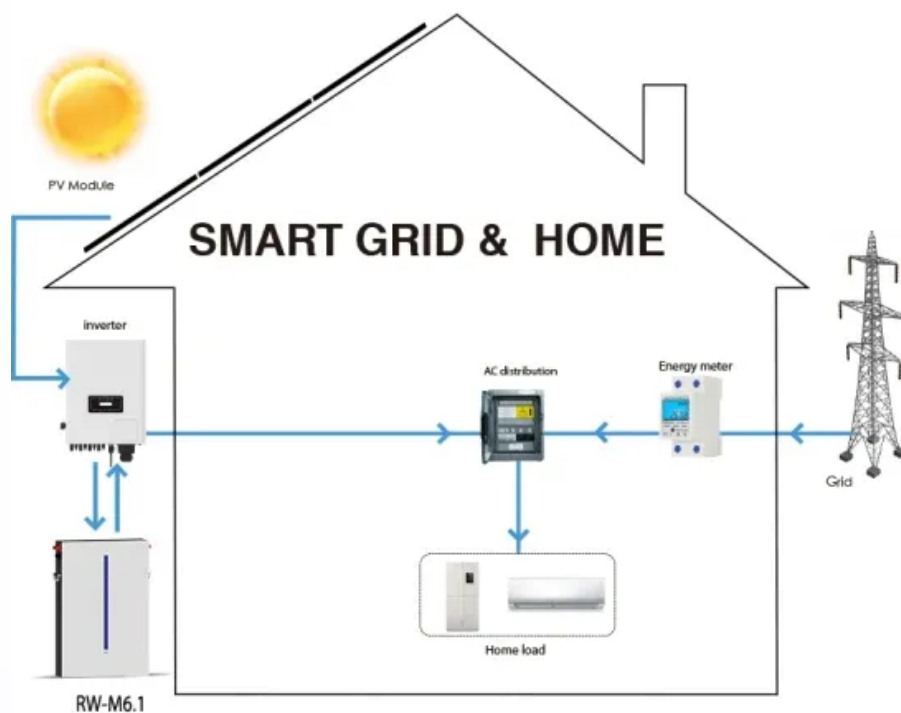 PV Module
SMART GRID & HOME
inverter
AC distribution
Energy meter
Grid
Home load
RW-M6.1